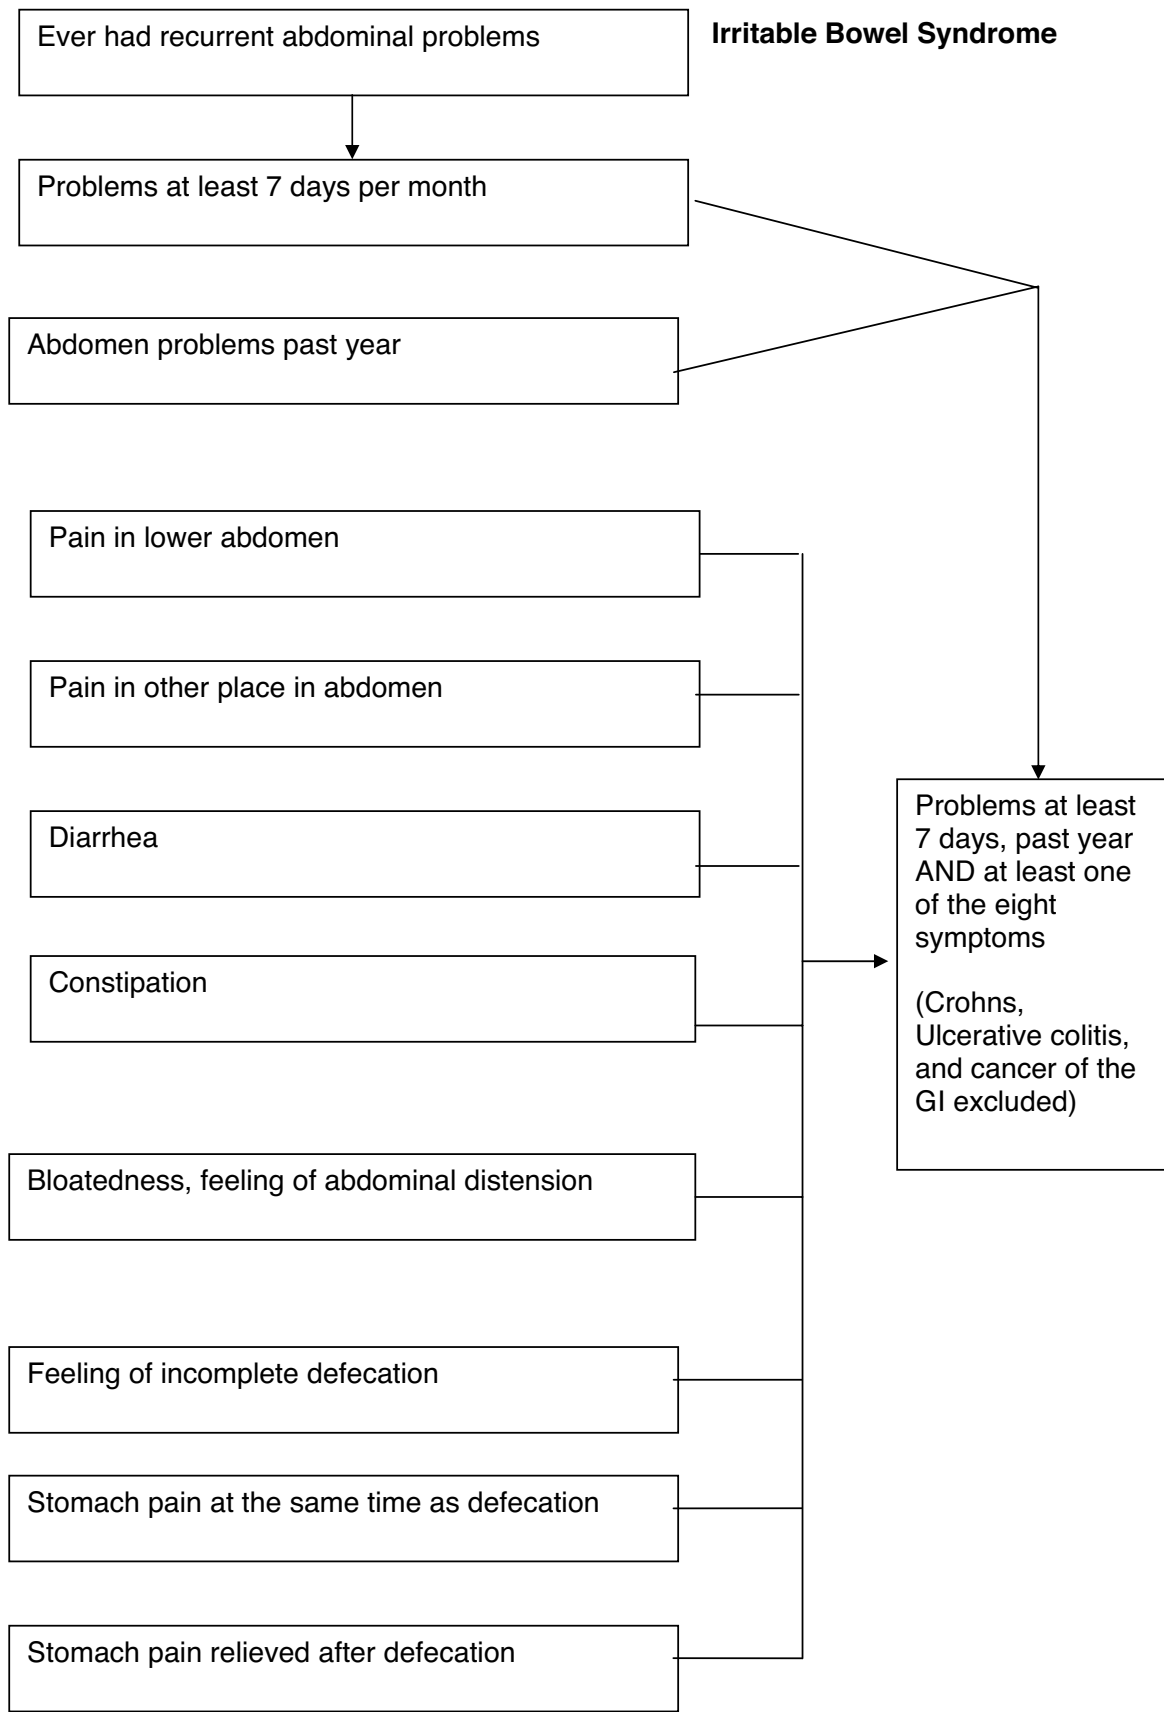 Ever had recurrent abdominal problems
Irritable Bowel Syndrome
Problems at least 7 days per month
Abdomen problems past year
Pain in lower abdomen
Pain in other place in abdomen
Diarrhea
Constipation
Bloatedness, feeling of abdominal distension
Feeling of incomplete defecation
Stomach pain at the same time as defecation
Stomach pain relieved after defecation
Problems at least
7 days, past year
AND at least one
of the eight
symptoms
(Crohns,
Ulcerative colitis,
and cancer of the
GI excluded)